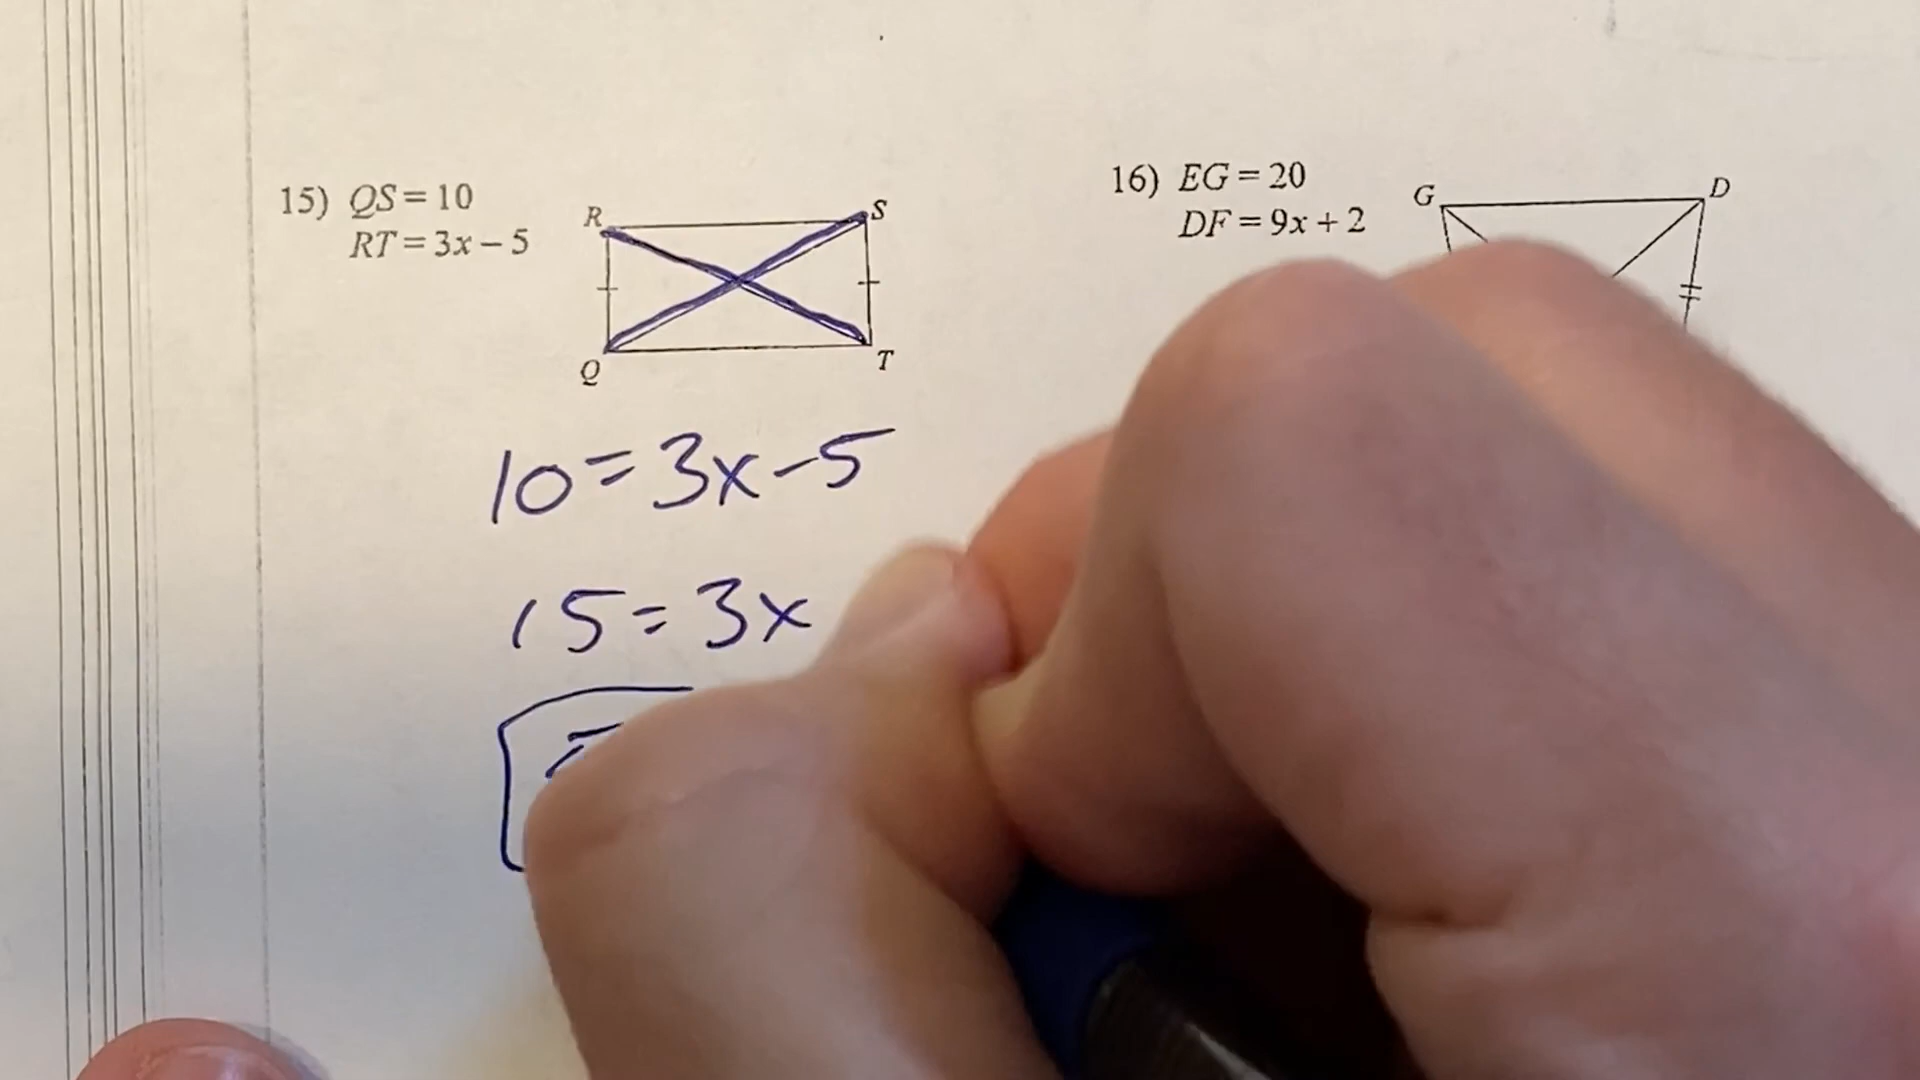 15) QS = 10
RT = 3x – 5
R
S
Q
T
10 = 3x - 5
15 = 3x
16) EG = 20
DF = 9x + 2
G
D